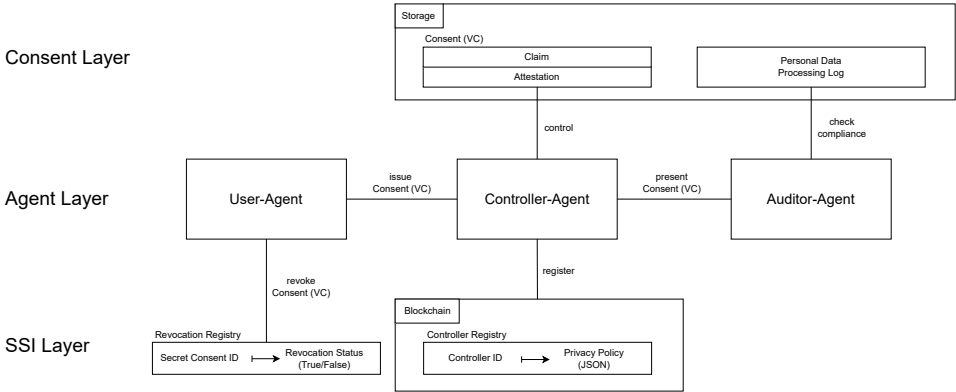 Storage
Consent Layer
Consent (VC)
Claim
Attestation
Personal Data
Processing Log
control
check
compliance
Agent Layer
User-Agent
issue
Consent (VC)
Controller-Agent
present
Consent (VC)
Auditor-Agent
revoke
Consent (VC)
register
SSI Layer
Revocation Registry
Secret Consent ID
Revocation Status
(True/False)
Blockchain
Controller Registry
Controller ID
Privacy Policy
(JSON)